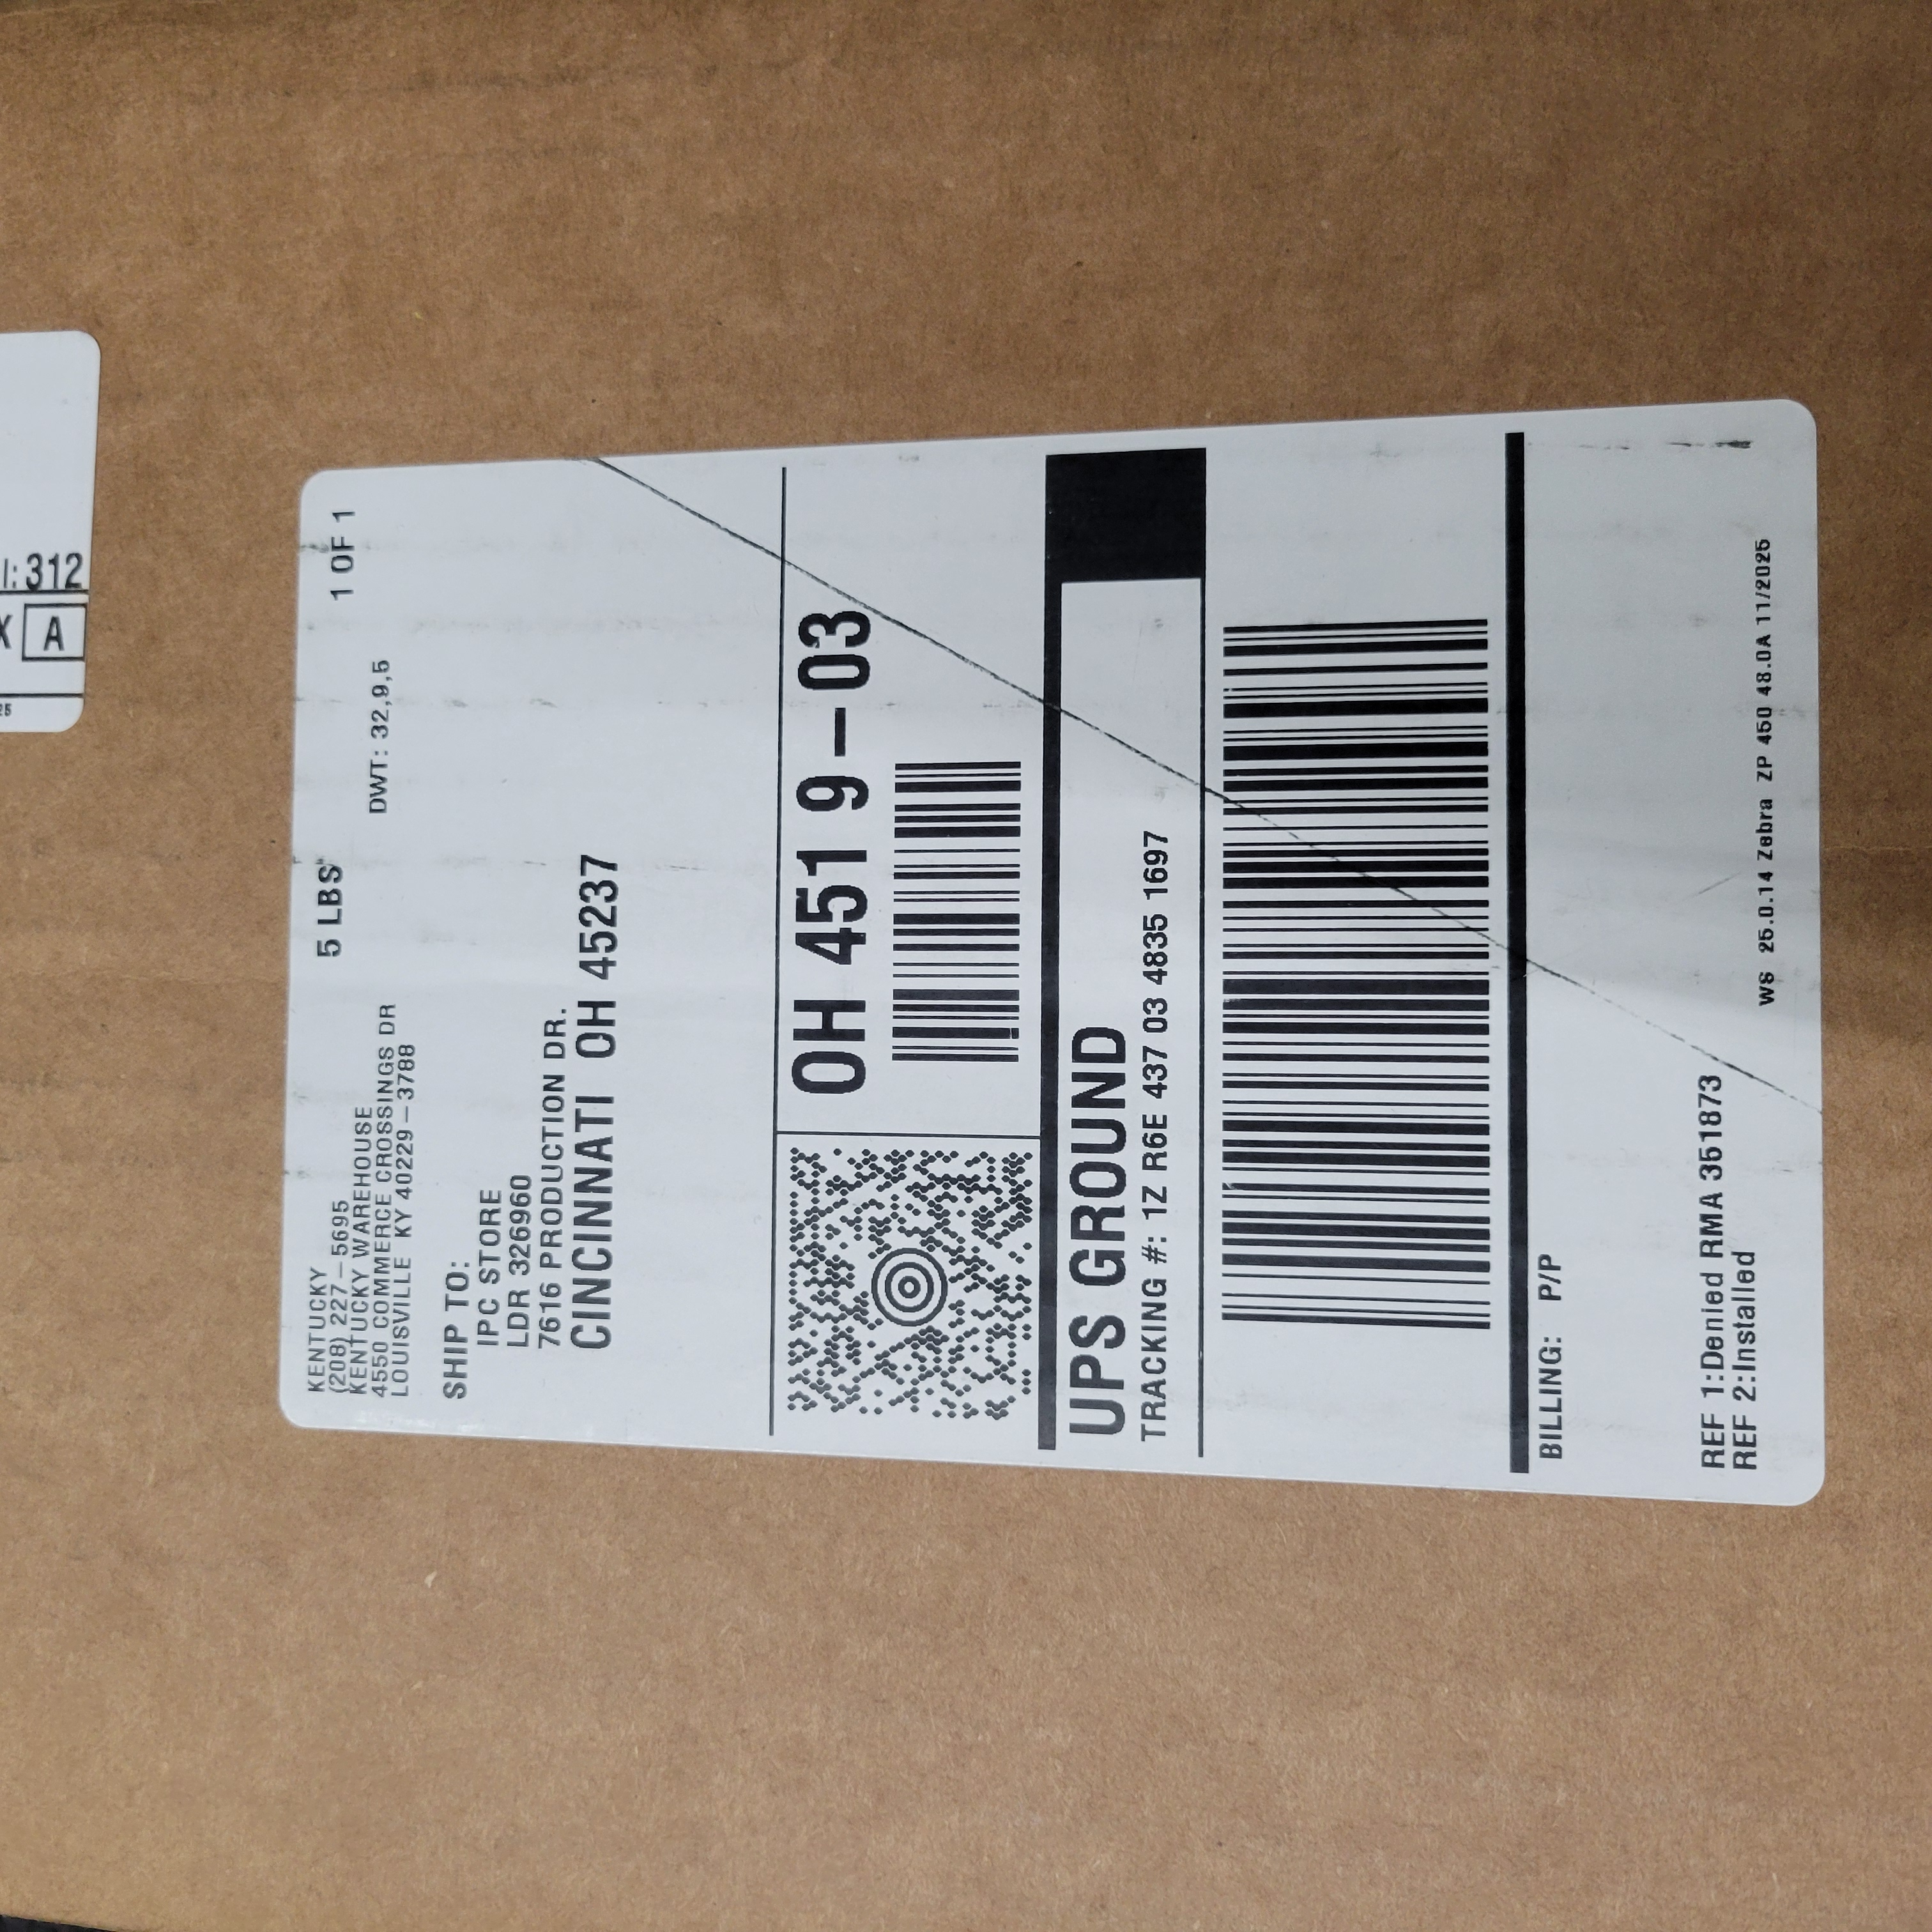 KENTUCKY
(208) 227-5695
KENTUCKY WAREHOUSE
4550 COMMERCE CROSSINGS DR
LOUISVILLE KY 40229-3788
5 LBS
1 OF 1
DWT: 32,9,5
SHIP TO:
IPC STORE
LDR 326960
7616 PRODUCTION DR.
CINCINNATI OH 45237
OH 451 9-03
UPS GROUND
TRACKING #: 1Z R6E 437 03 4835 1697
BILLING: P/P
REF 1:Denied RMA 351873
REF 2:Installed
WS 25.0.14 Zebra ZP 450 48.0A 11/2025
312
A